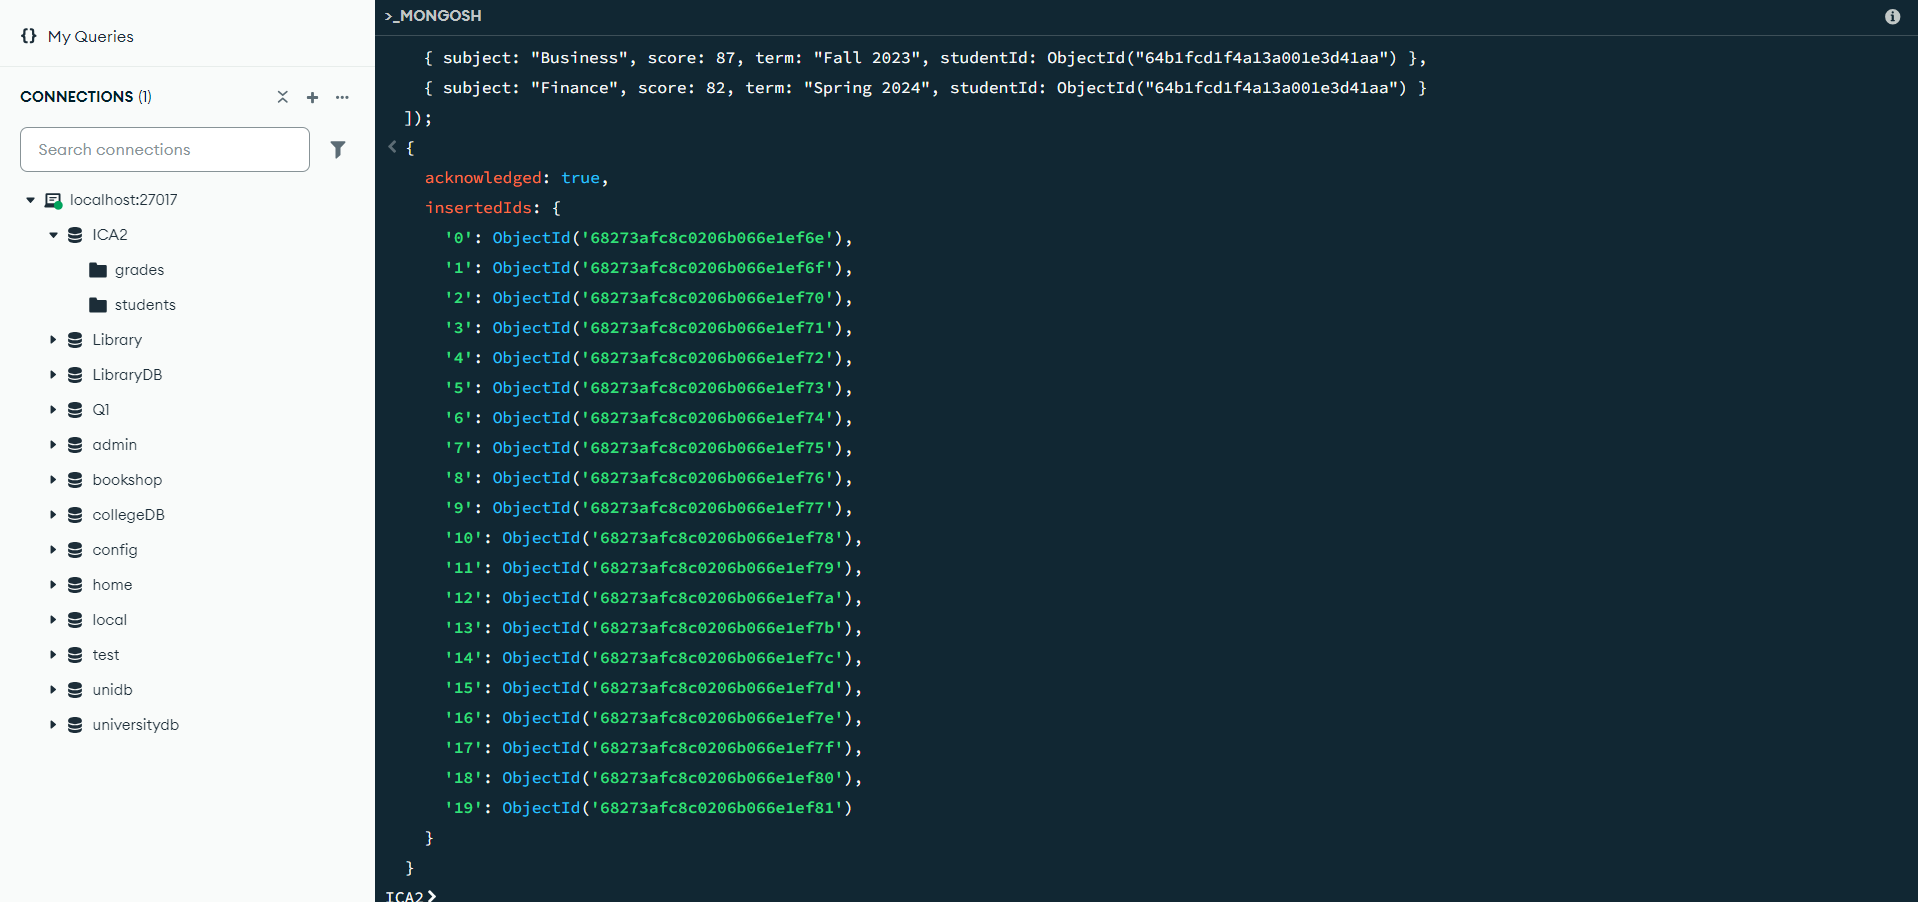 {} My Queries
CONNECTIONS (1)
Search connections
localhost:27017
ICA2
grades
students
Library
LibraryDB
Q1
admin
bookshop
collegeDB
config
home
local
test
unidb
universitydb
>_MONGOSH
{ subject: "Business", score: 87, term: "Fall 2023", studentId: ObjectId("64b1fcd1f4a13a001e3d41aa") },
{ subject: "Finance", score: 82, term: "Spring 2024", studentId: ObjectId("64b1fcd1f4a13a001e3d41aa") }
]);
< {
acknowledged: true,
insertedIds: {
'0': ObjectId('68273afc8c0206b066e1ef6e'),
'1': ObjectId('68273afc8c0206b066e1ef6f'),
'2': ObjectId('68273afc8c0206b066e1ef70'),
'3': ObjectId('68273afc8c0206b066e1ef71'),
'4': ObjectId('68273afc8c0206b066e1ef72'),
'5': ObjectId('68273afc8c0206b066e1ef73'),
'6': ObjectId('68273afc8c0206b066e1ef74'),
'7': ObjectId('68273afc8c0206b066e1ef75'),
'8': ObjectId('68273afc8c0206b066e1ef76'),
'9': ObjectId('68273afc8c0206b066e1ef77'),
'10': ObjectId('68273afc8c0206b066e1ef78'),
'11': ObjectId('68273afc8c0206b066e1ef79'),
'12': ObjectId('68273afc8c0206b066e1ef7a'),
'13': ObjectId('68273afc8c0206b066e1ef7b'),
'14': ObjectId('68273afc8c0206b066e1ef7c'),
'15': ObjectId('68273afc8c0206b066e1ef7d'),
'16': ObjectId('68273afc8c0206b066e1ef7e'),
'17': ObjectId('68273afc8c0206b066e1ef7f'),
'18': ObjectId('68273afc8c0206b066e1ef80'),
'19': ObjectId('68273afc8c0206b066e1ef81')
}
}
ICA2>